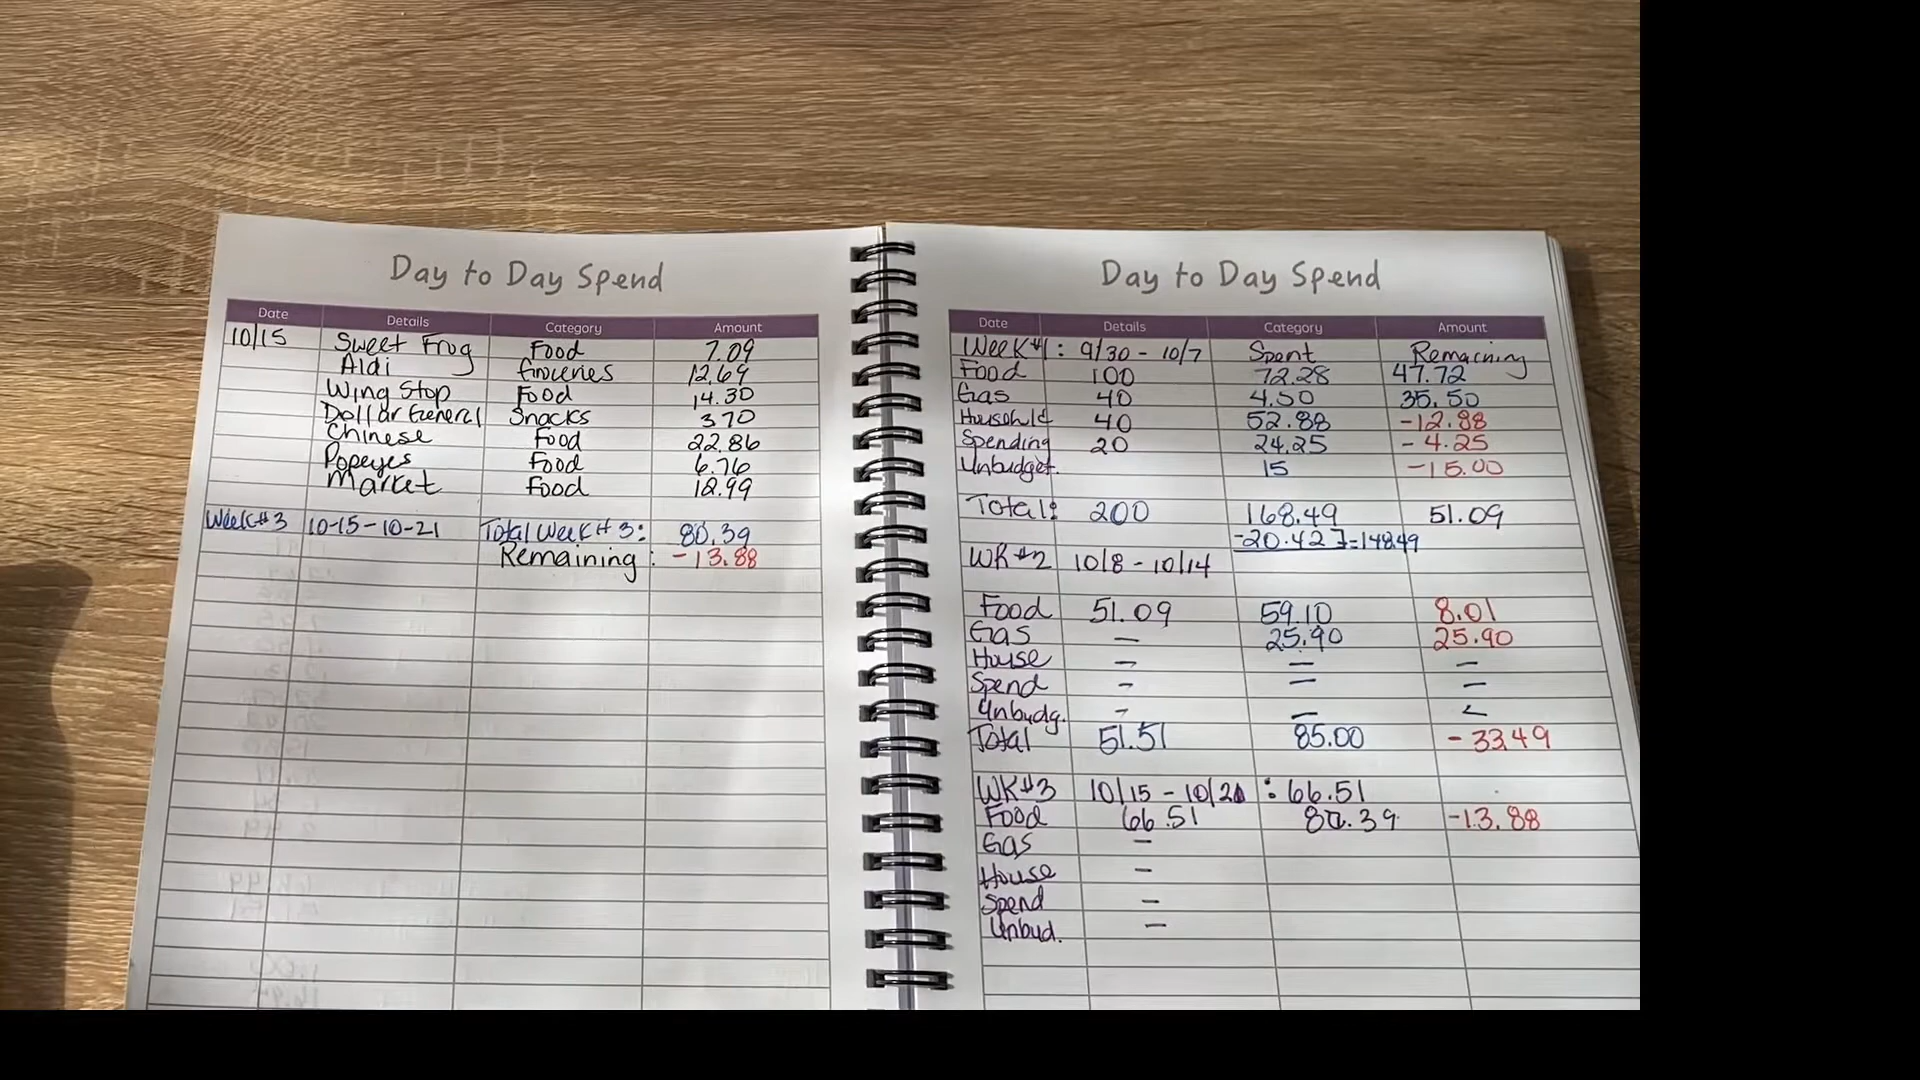 Day to Day Spend
Date Details Category Amount
10/15 Sweet Frog Food 7.09
Aldi Groceries 12.69
Wing Stop Food 14.30
Dollar General Snacks 3.70
Chinese Food 22.86
Popeyes Food 6.76
Market Food 12.99
Week#3 10-15-10-21 Total Week#3: 80.39
Remaining: -13.88
Day to Day Spend
Date Details Category Amount
Week#1: 9/30 - 10/7 Spent Remaining
Food 100 72.28 47.72
Gas 40 4.50 35.50
Household 40 52.88 -12.88
Spending 20 24.25 -4.25
Unbudget. 15 -15.00
Total: 200 168.49 51.09
-20.42]=148.49
WK#2 10/8 - 10/14
Food 51.09 59.10 8.01
Gas — 25.90 25.90
House — — —
Spend - — —
Unbudg. - — -
Total 51.51 85.00 -33.49
WK#3 10/15 - 10/21 : 66.51
Food 66.51 80.39 -13.88
Gas —
House —
Spend —
Unbud. —